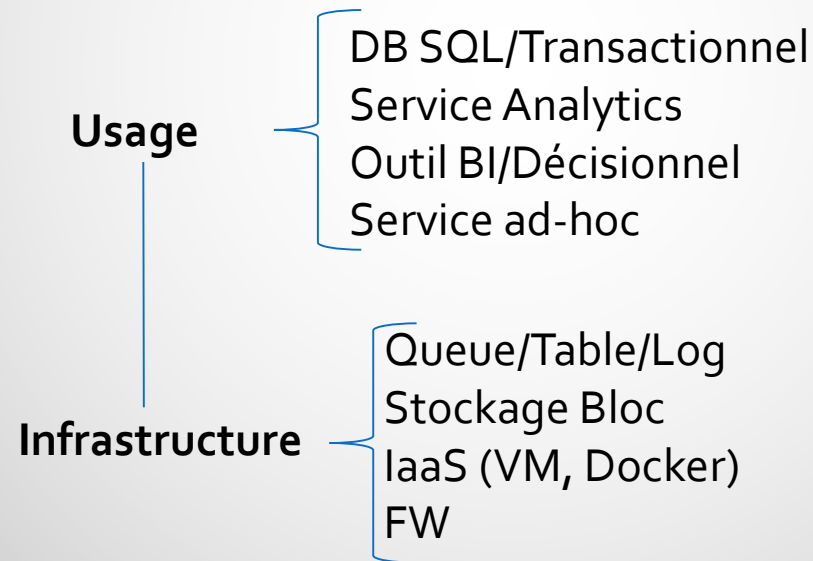 Usage
DB SQL/Transactionnel
Service Analytics
Outil BI/Décisionnel
Service ad-hoc
Infrastructure
Queue/Table/Log
Stockage Bloc
IaaS (VM, Docker)
FW